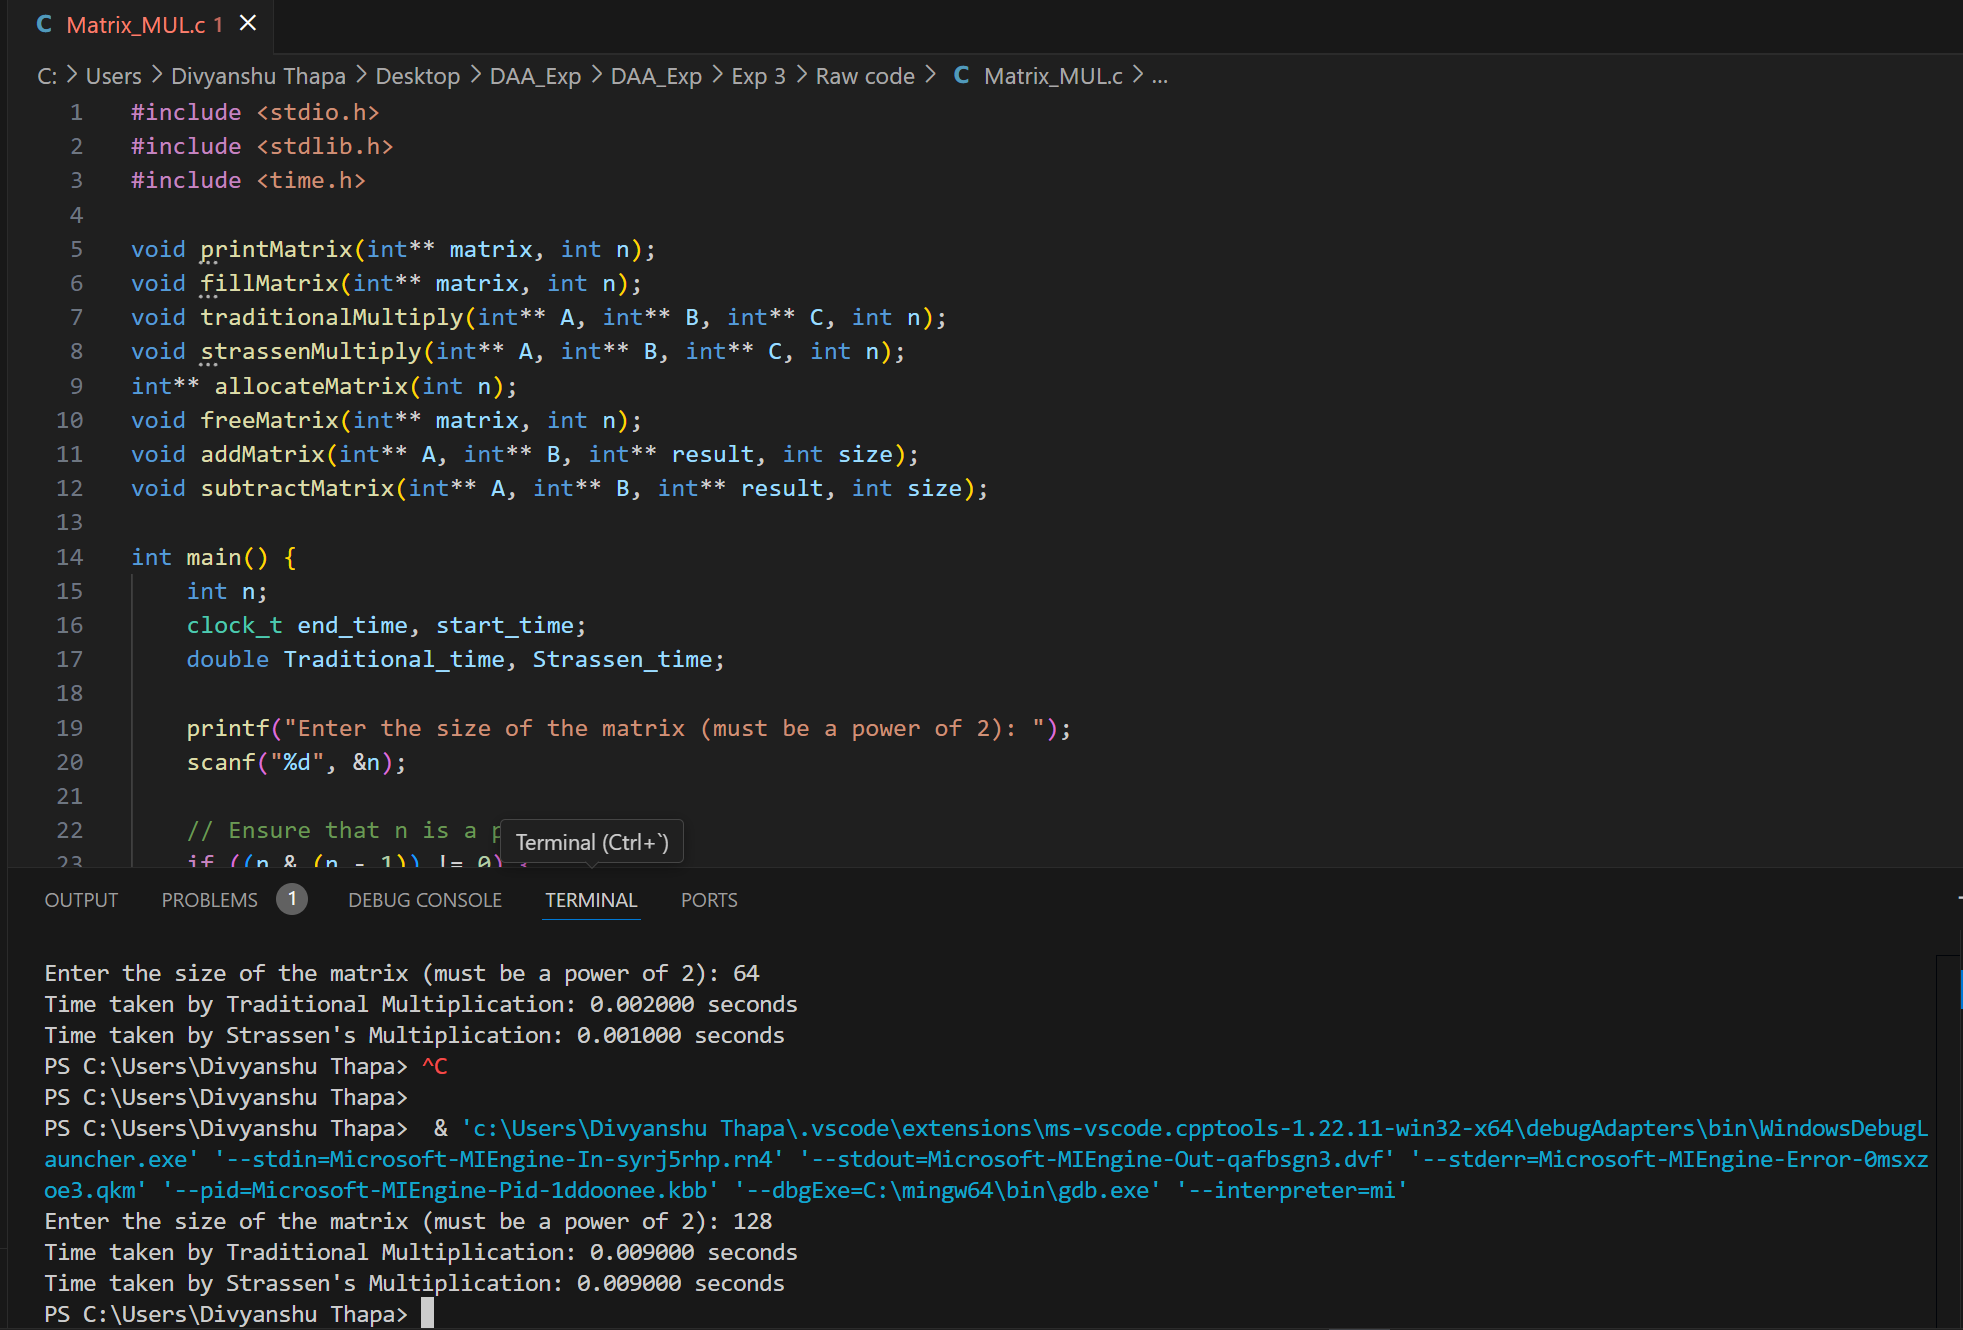 C Matrix_MUL.c 1 ×
C: > Users > Divyanshu Thapa > Desktop > DAA_Exp > DAA_Exp > Exp 3 > Raw code > C Matrix_MUL.c > ...
1 #include <stdio.h>
2 #include <stdlib.h>
3 #include <time.h>
4
5 void printMatrix(int** matrix, int n);
6 void fillMatrix(int** matrix, int n);
7 void traditionalMultiply(int** A, int** B, int** C, int n);
8 void strassenMultiply(int** A, int** B, int** C, int n);
9 int** allocateMatrix(int n);
10 void freeMatrix(int** matrix, int n);
11 void addMatrix(int** A, int** B, int** result, int size);
12 void subtractMatrix(int** A, int** B, int** result, int size);
13
14 int main() {
15 int n;
16 clock_t end_time, start_time;
17 double Traditional_time, Strassen_time;
18
19 printf("Enter the size of the matrix (must be a power of 2): ");
20 scanf("%d", &n);
21
22 // Ensure that n is a p
Terminal (Ctrl+`)
23 if ((n & (n - 1)) != 0) {
OUTPUT PROBLEMS 1 DEBUG CONSOLE TERMINAL PORTS
Enter the size of the matrix (must be a power of 2): 64
Time taken by Traditional Multiplication: 0.002000 seconds
Time taken by Strassen's Multiplication: 0.001000 seconds
PS C:\Users\Divyanshu Thapa> ^C
PS C:\Users\Divyanshu Thapa>
PS C:\Users\Divyanshu Thapa>  & 'c:\Users\Divyanshu Thapa\.vscode\extensions\ms-vscode.cpptools-1.22.11-win32-x64\debugAdapters\bin\WindowsDebugL
auncher.exe' '--stdin=Microsoft-MIEngine-In-syrj5rhp.rn4' '--stdout=Microsoft-MIEngine-Out-qafbsgn3.dvf' '--stderr=Microsoft-MIEngine-Error-0msxz
oe3.qkm' '--pid=Microsoft-MIEngine-Pid-1ddoonee.kbb' '--dbgExe=C:\mingw64\bin\gdb.exe' '--interpreter=mi'
Enter the size of the matrix (must be a power of 2): 128
Time taken by Traditional Multiplication: 0.009000 seconds
Time taken by Strassen's Multiplication: 0.009000 seconds
PS C:\Users\Divyanshu Thapa>